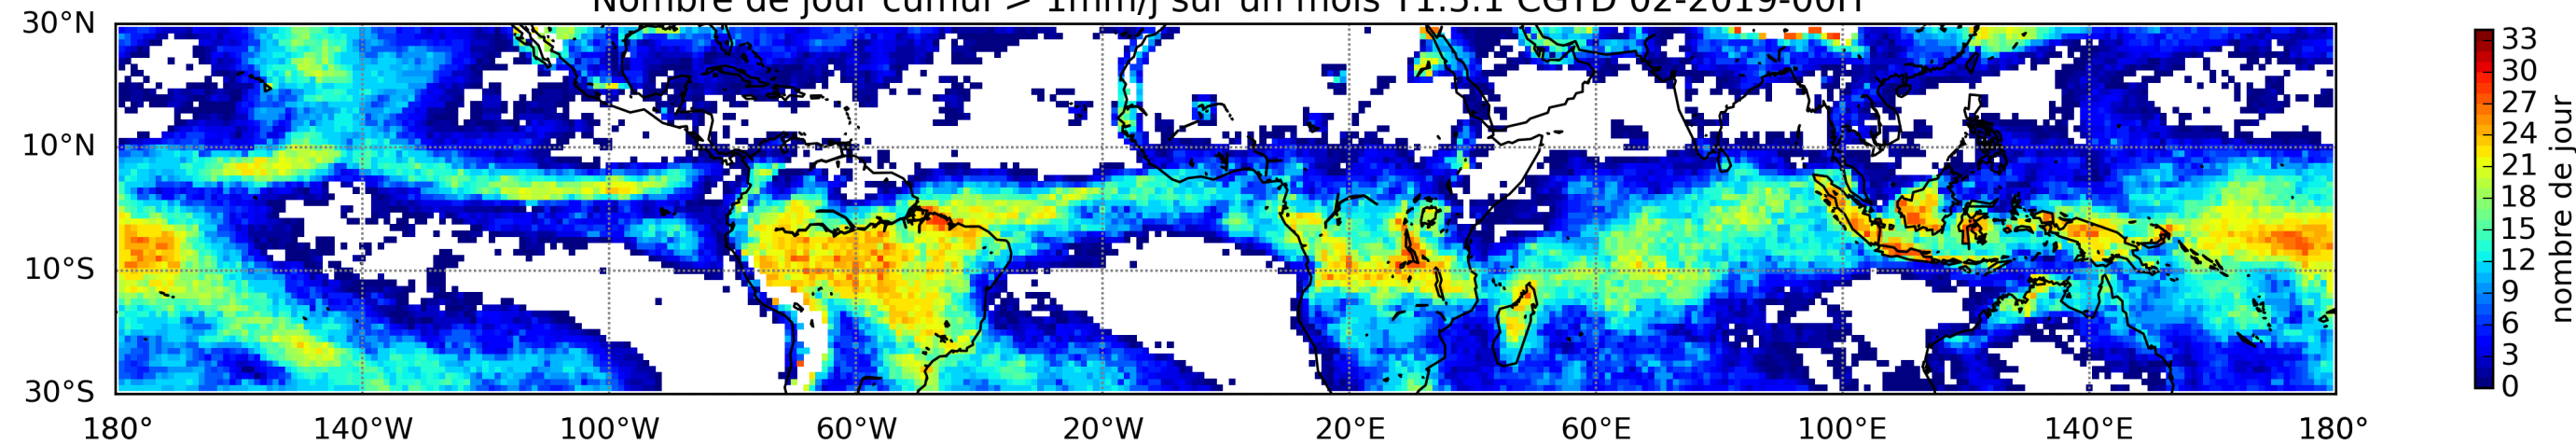 Nombre de jour cumul > 1mm/j sur un mois T1.5.1 CGTD 02-2019-00H
30°N
10°N
10°S
30°S
180° 140°W 100°W 60°W 20°W 20°E 60°E 100°E 140°E 180°
33
30
27
24
21
18
15
12
9
6
3
0
nombre de jour